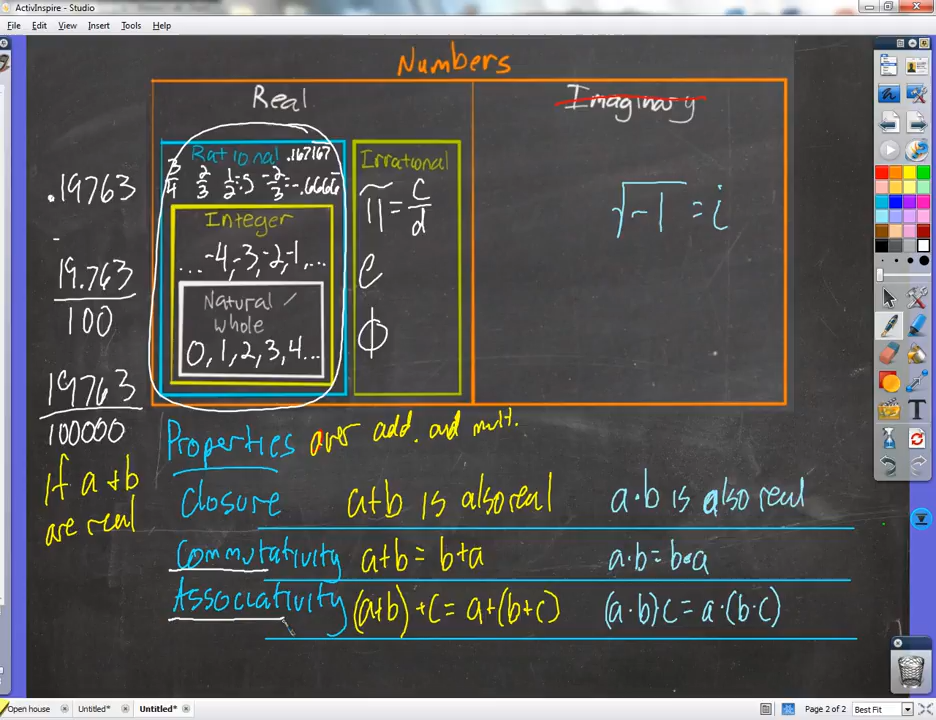 ActivInspire - Studio
File Edit View Insert Tools Help
Numbers
Real
Imaginary
Rational .167167
3/4 2/3 1/2=.5 -2/3=-.6666
Irrational
π = c/d
e
ϕ
√-1 = i
Integer
...-4,-3,-2,-1,...
Natural /
whole
0, 1, 2, 3, 4...
.19763
19.763
100
19763
100000
If a + b
are real
Properties over add. and mult.
Closure a+b is also real a·b is also real
Commutativity a+b = b+a a·b = b·a
Associativity (a+b)+c = a+(b+c) (a·b)c = a·(b·c)
Open house Untitled* Untitled* Page 2 of 2 Best Fit